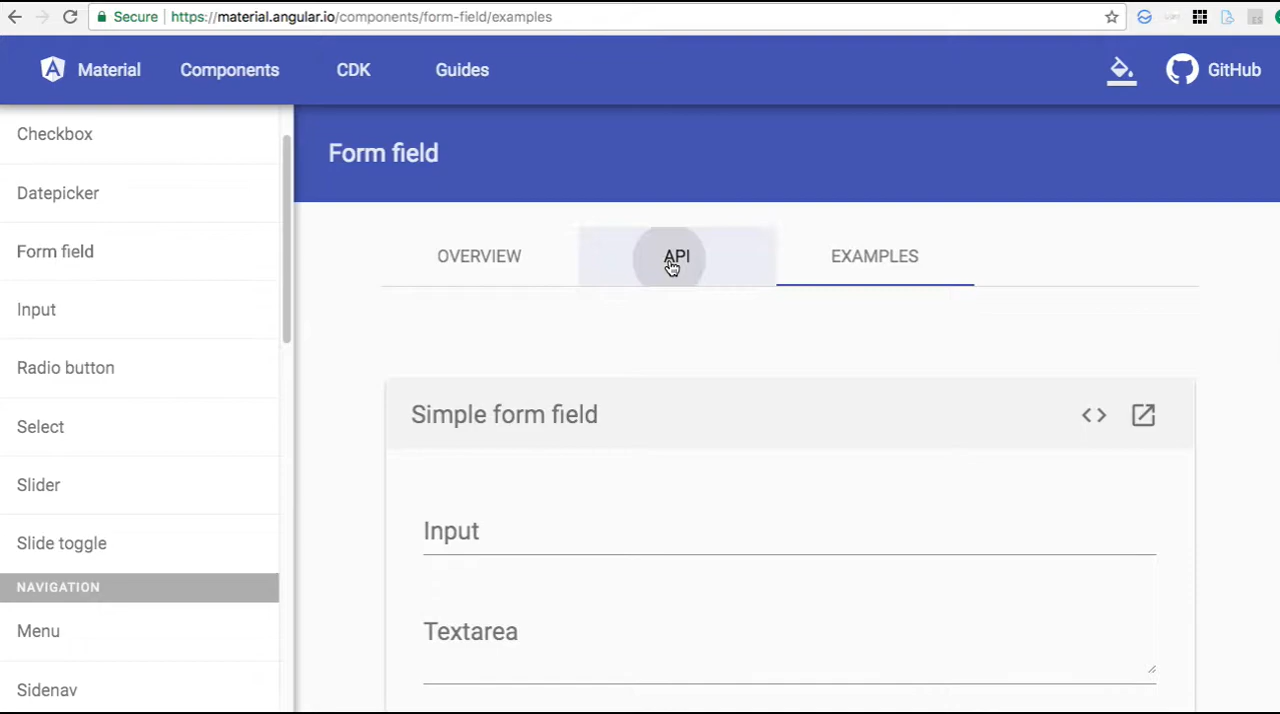 Secure https://material.angular.io/components/form-field/examples
Material Components CDK Guides GitHub
Checkbox
Datepicker
Form field
Input
Radio button
Select
Slider
Slide toggle
NAVIGATION
Menu
Sidenav
Form field
OVERVIEW API EXAMPLES
Simple form field <>
Input
Textarea